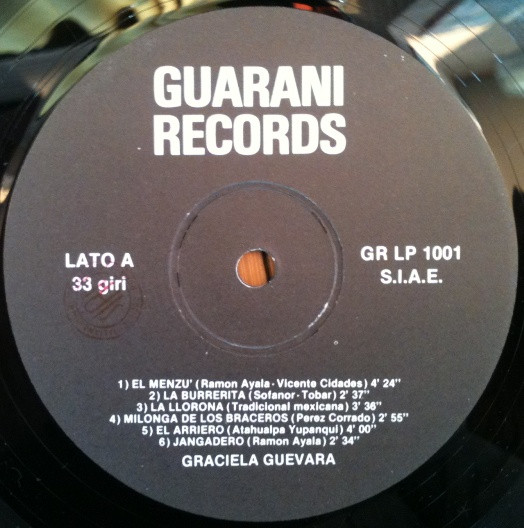 GUARANI
RECORDS
LATO A
33 giri
GR LP 1001
S.I.A.E.
1) EL MENZU' (Ramon Ayala - Vicente Cidades) 4' 24"
2) LA BURRERITA (Sofanor - Tobar) 2' 37"
3) LA LLORONA (Tradicional mexicana) 3' 36"
4) MILONGA DE LOS BRACEROS (Perez Corrado) 2' 55"
5) EL ARRIERO (Atahualpa Yupanqui) 4' 00"
6) JANGADERO (Ramon Ayala) 2' 34"
GRACIELA GUEVARA